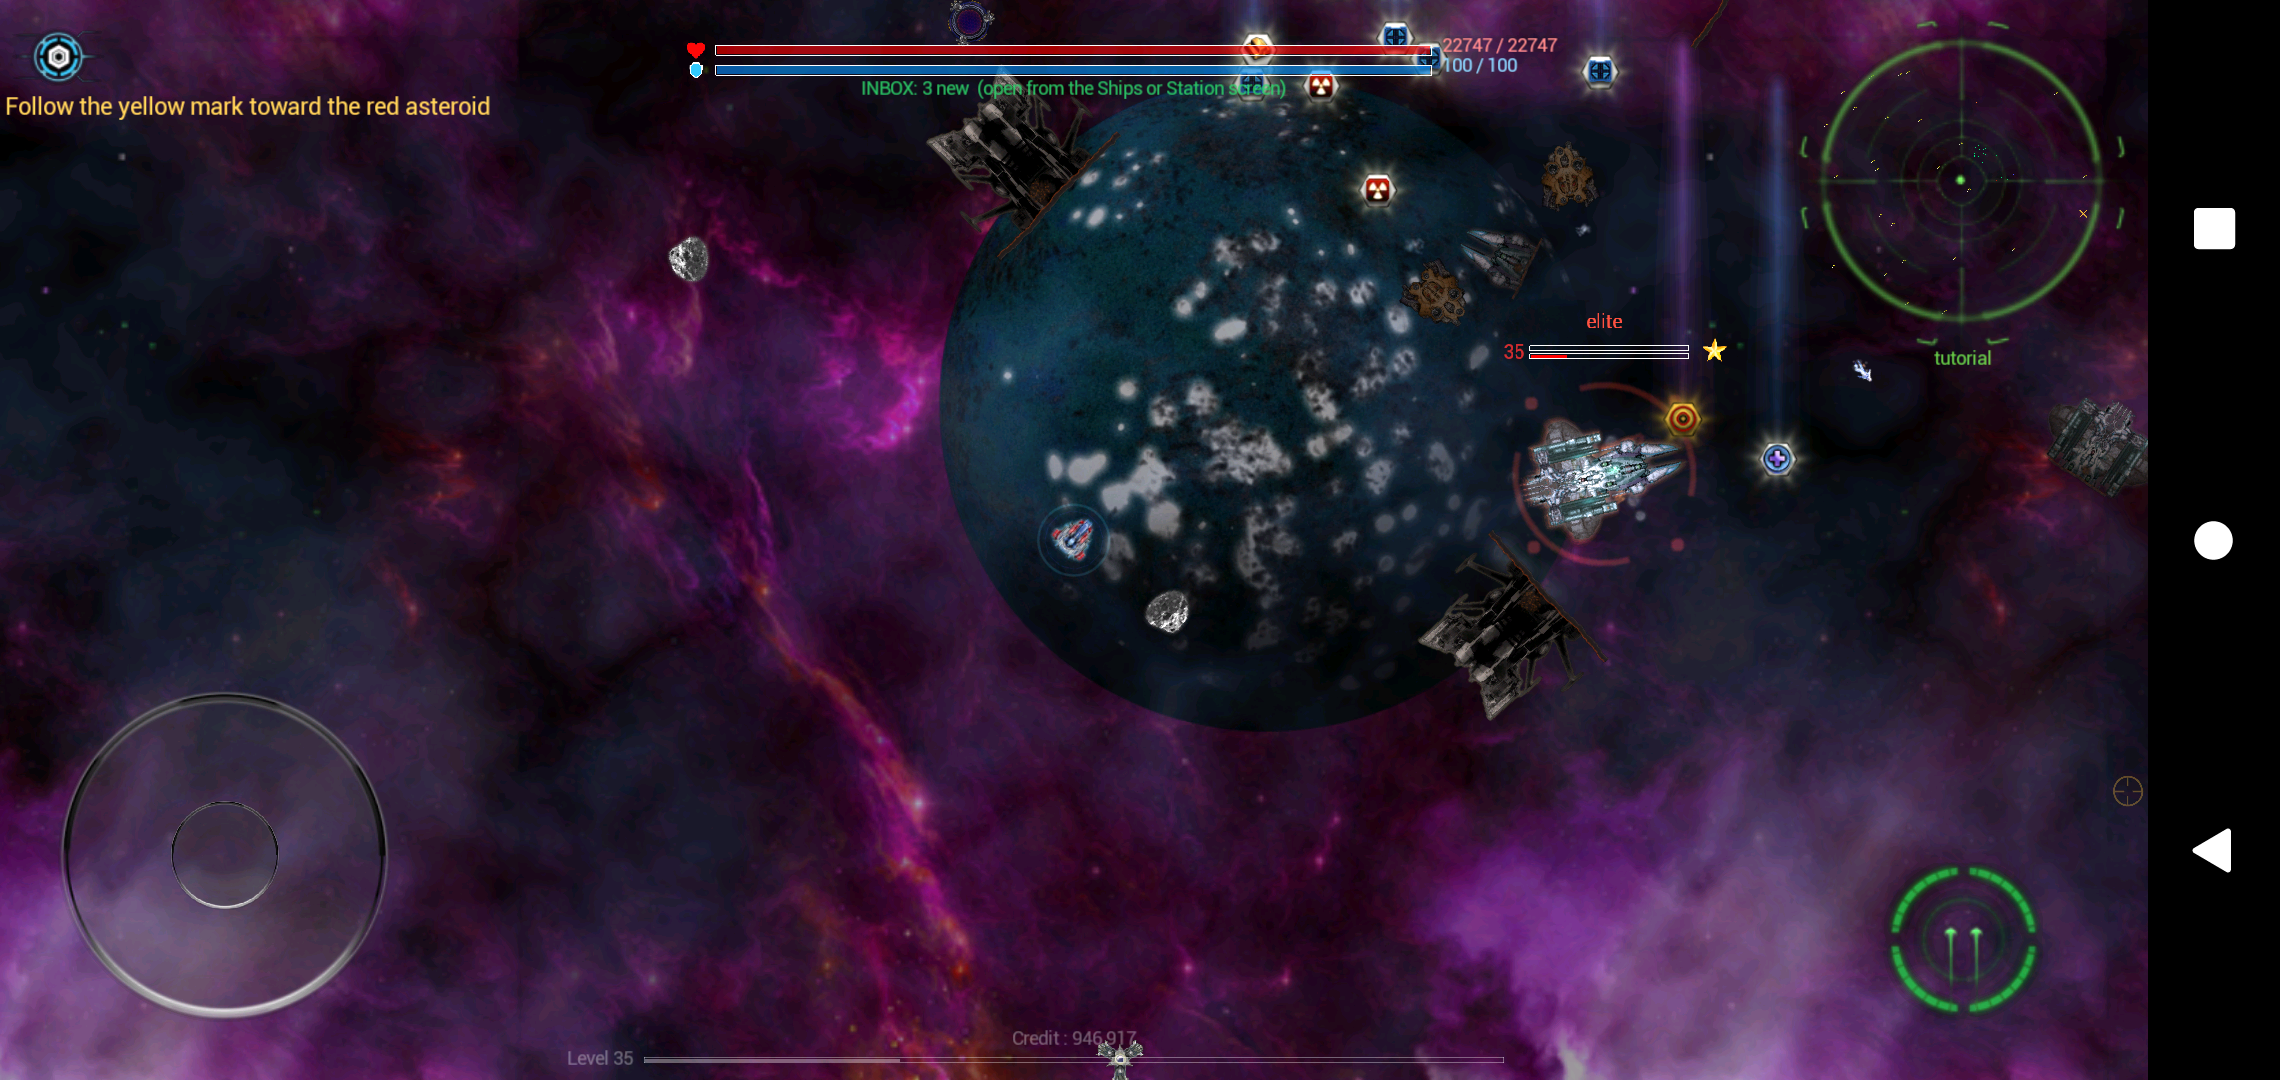 22747 / 22747
100 / 100
INBOX: 3 new (open from the Ships or Station screen)
Follow the yellow mark toward the red asteroid
elite
35
tutorial
Credit : 946,917
Level 35